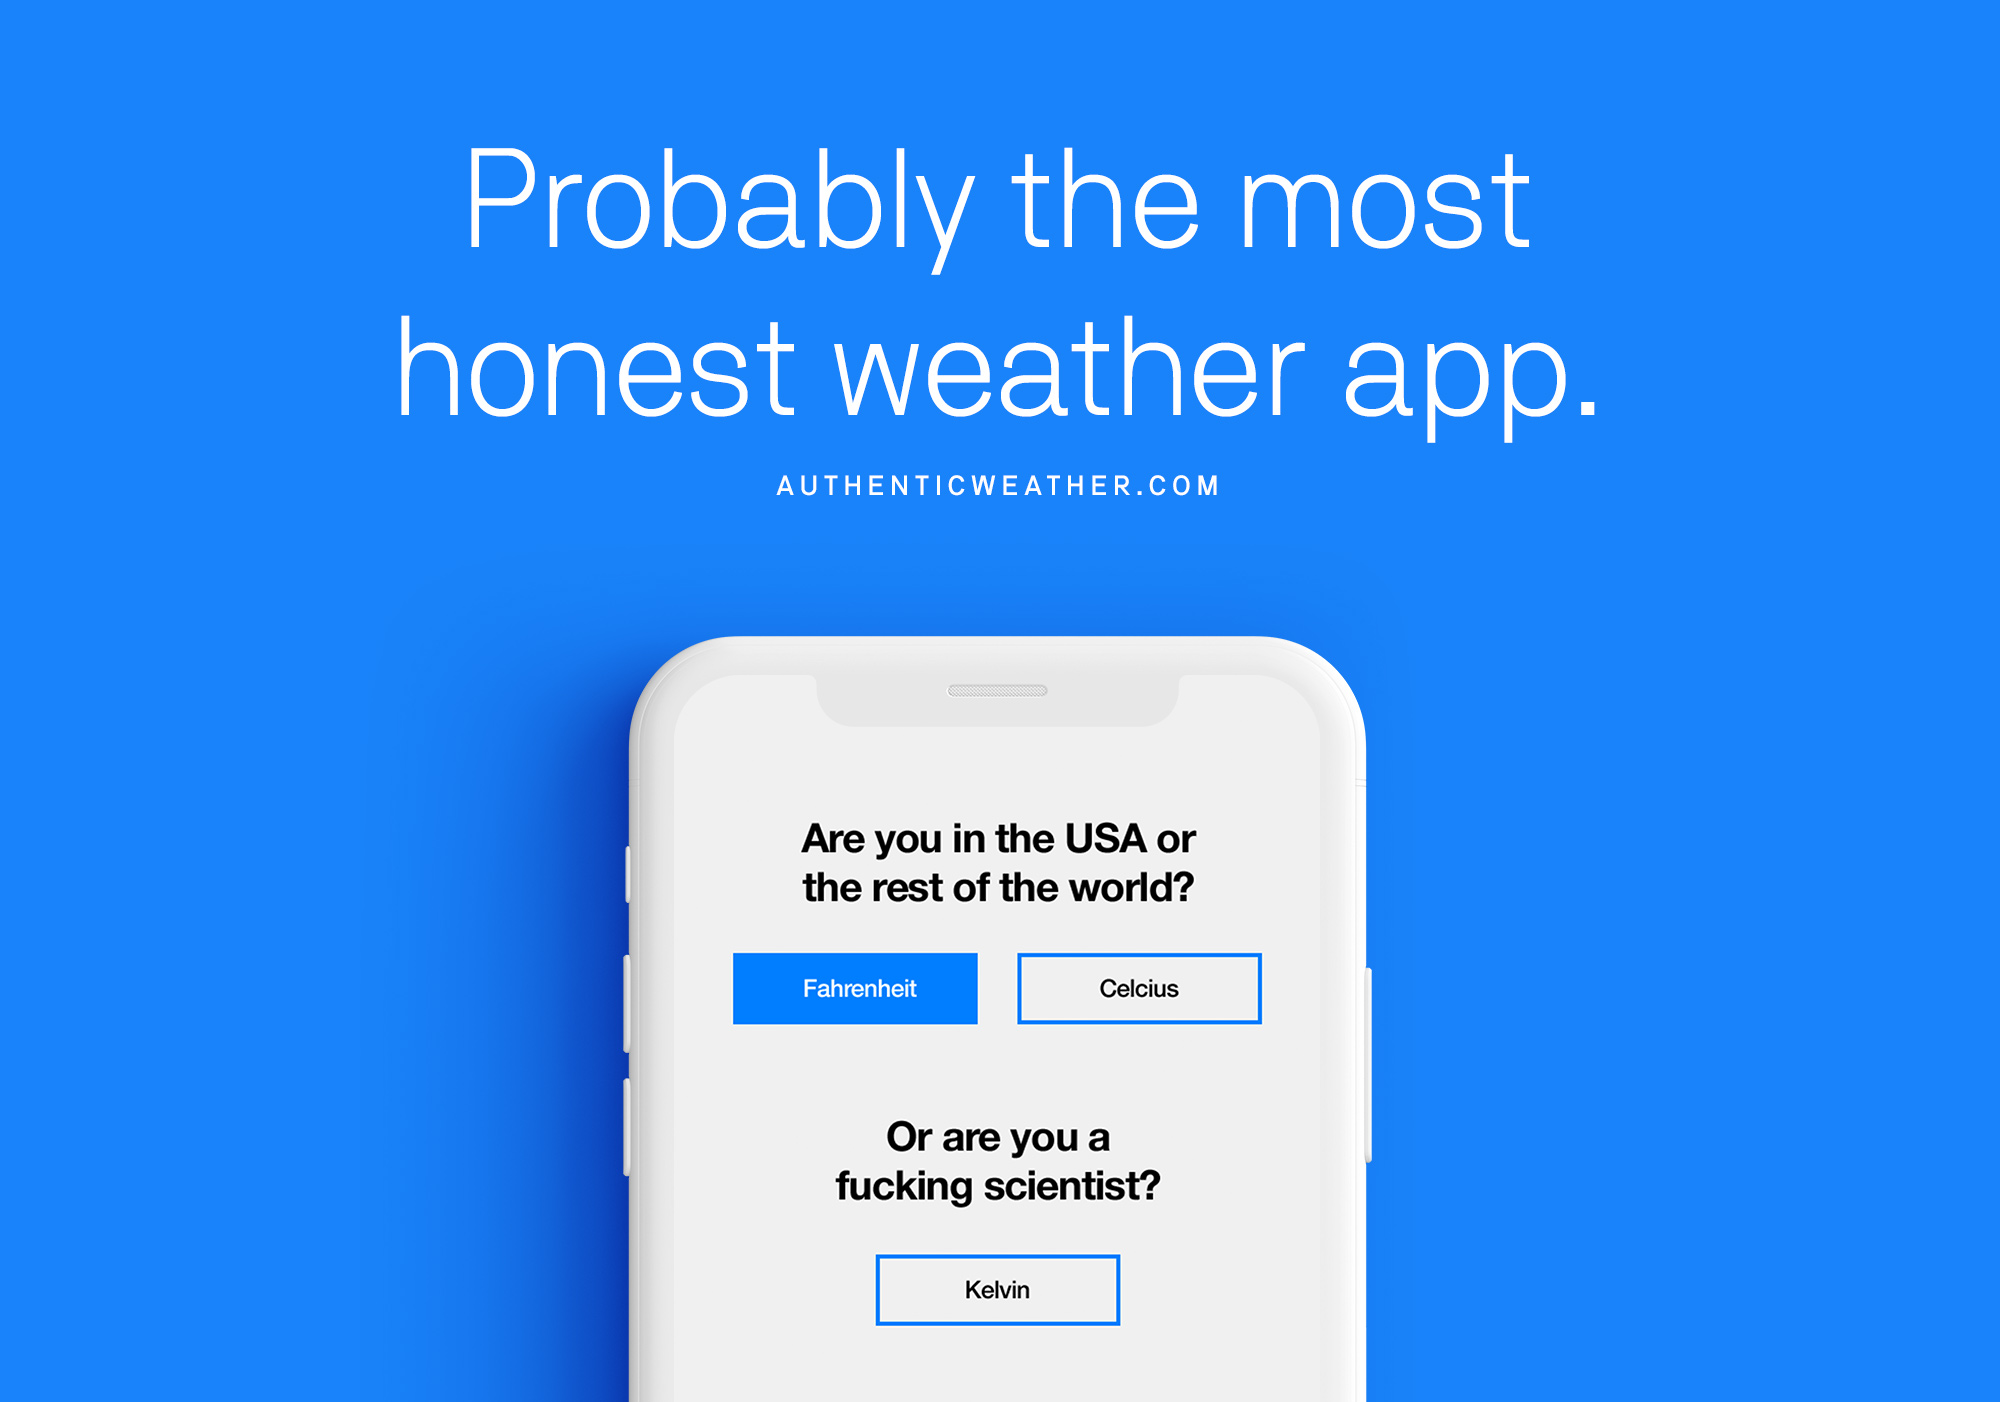 Probably the most
honest weather app.
AUTHENTICWEATHER.COM
Are you in the USA or
the rest of the world?
Fahrenheit
Celcius
Or are you a
fucking scientist?
Kelvin